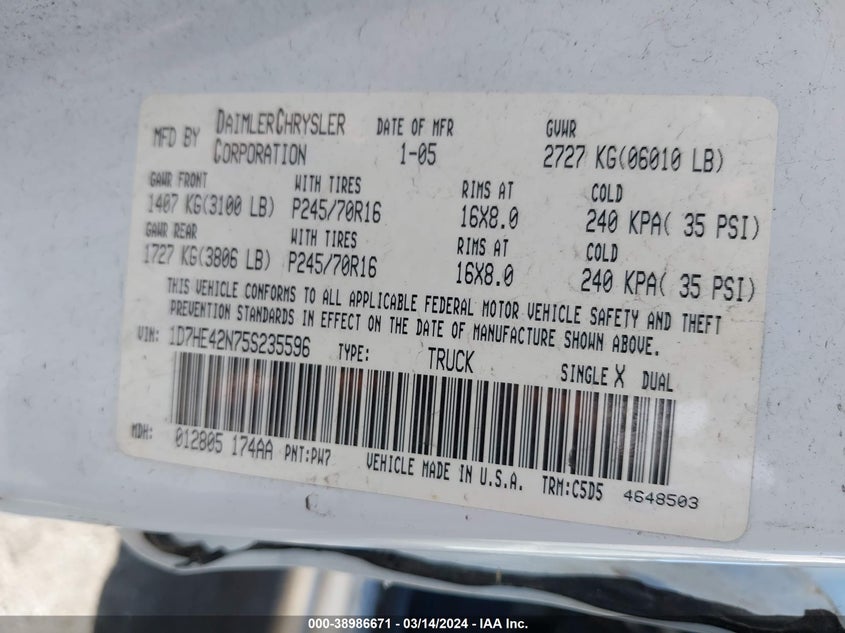 MFD BY DAIMLERCHRYSLER CORPORATION DATE OF MFR 1-05 GVWR 2727 KG(06010 LB)
GAWR FRONT WITH TIRES RIMS AT COLD
1407 KG(3100 LB) P245/70R16 16X8.0 240 KPA( 35 PSI)
GAWR REAR WITH TIRES RIMS AT COLD
1727 KG(3806 LB) P245/70R16 16X8.0 240 KPA( 35 PSI)
THIS VEHICLE CONFORMS TO ALL APPLICABLE FEDERAL MOTOR VEHICLE SAFETY AND THEFT
PREVENTION STANDARDS IN EFFECT ON THE DATE OF MANUFACTURE SHOWN ABOVE.
VIN: 1D7HE42N75S235596 TYPE: TRUCK SINGLE X DUAL
MDH: 012805 174AA PNT:PW7 VEHICLE MADE IN U.S.A. TRM:C5D5 4648503
000-38986671 - 03/14/2024 - IAA Inc.